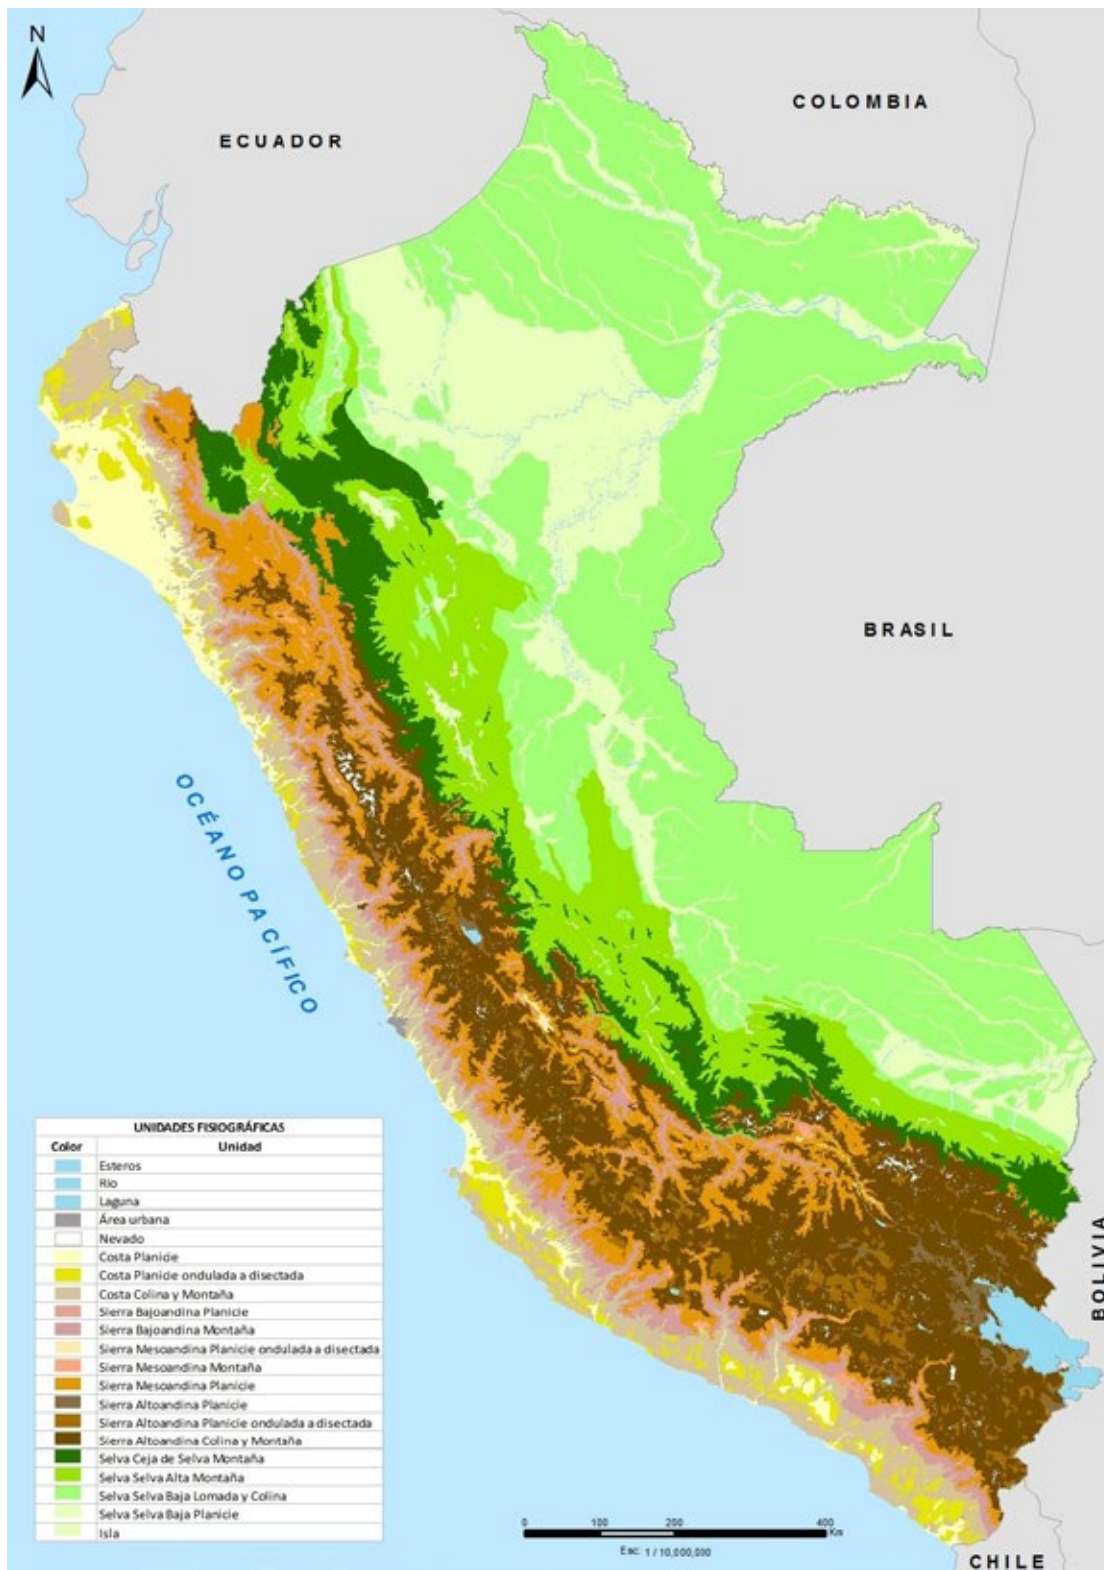 N
COLOMBIA
ECUADOR
BRASIL
OCÉANO PACÍFICO
BOLIVIA
CHILE
UNIDADES FISIOGRÁFICAS
Color Unidad
Esteros
Río
Laguna
Área urbana
Nevado
Costa Planicie
Costa Planicie ondulada a disectada
Costa Colina y Montaña
Sierra Bajoandina Planicie
Sierra Bajoandina Montaña
Sierra Mesoandina Planicie ondulada a disectada
Sierra Mesoandina Montaña
Sierra Mesoandina Planicie
Sierra Altoandina Planicie
Sierra Altoandina Planicie ondulada a disectada
Sierra Altoandina Colina y Montaña
Selva Ceja de Selva Montaña
Selva Selva Alta Montaña
Selva Selva Baja Lomada y Colina
Selva Selva Baja Planicie
Isla
0 100 200 400
Km
Esc: 1 / 10,000,000